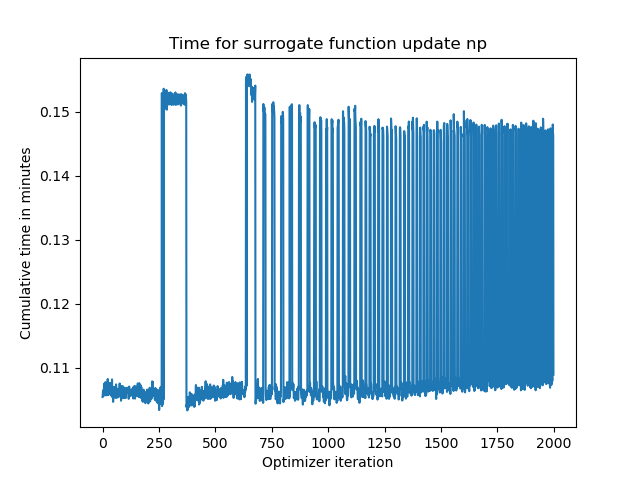 Time for surrogate function update np
Cumulative time in minutes
0.15
0.14
0.13
0.12
0.11
0 250 500 750 1000 1250 1500 1750 2000
Optimizer iteration